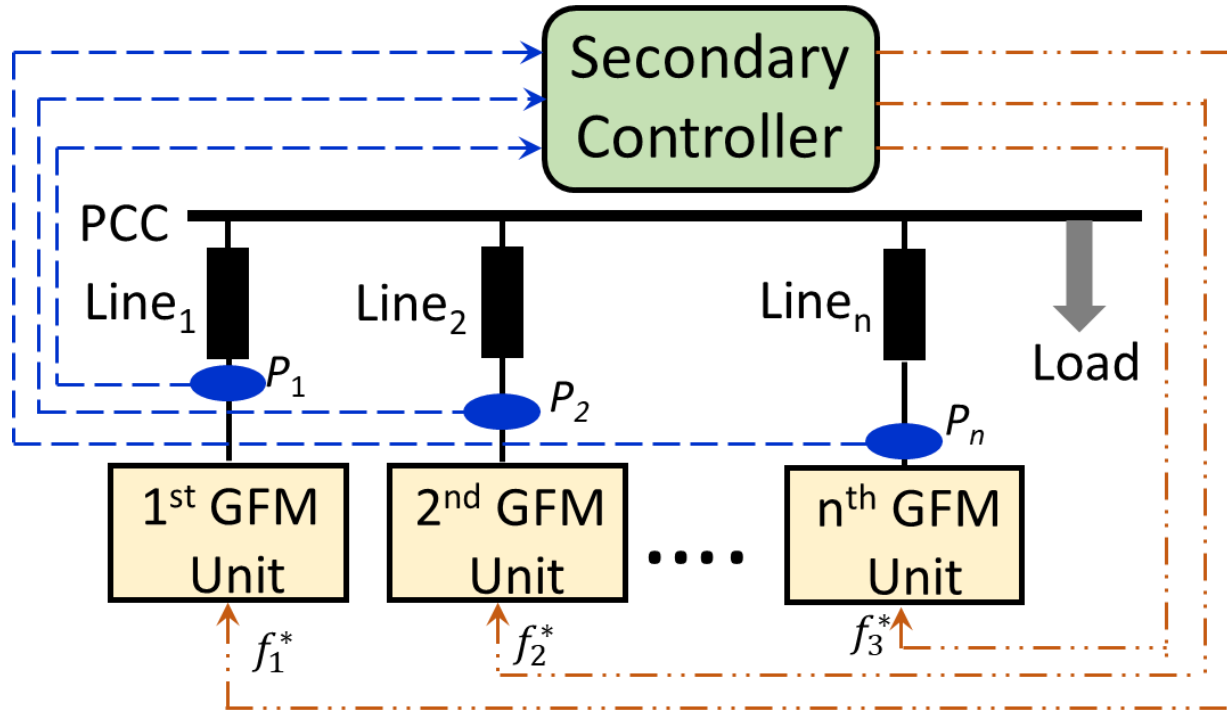 Secondary
Controller
PCC
Line₁
Line₂
Lineₙ
Load
P₁
P₂
Pₙ
1ˢᵗ GFM
Unit
2ⁿᵈ GFM
Unit
....
nᵗʰ GFM
Unit
f₁*
f₂*
f₃*